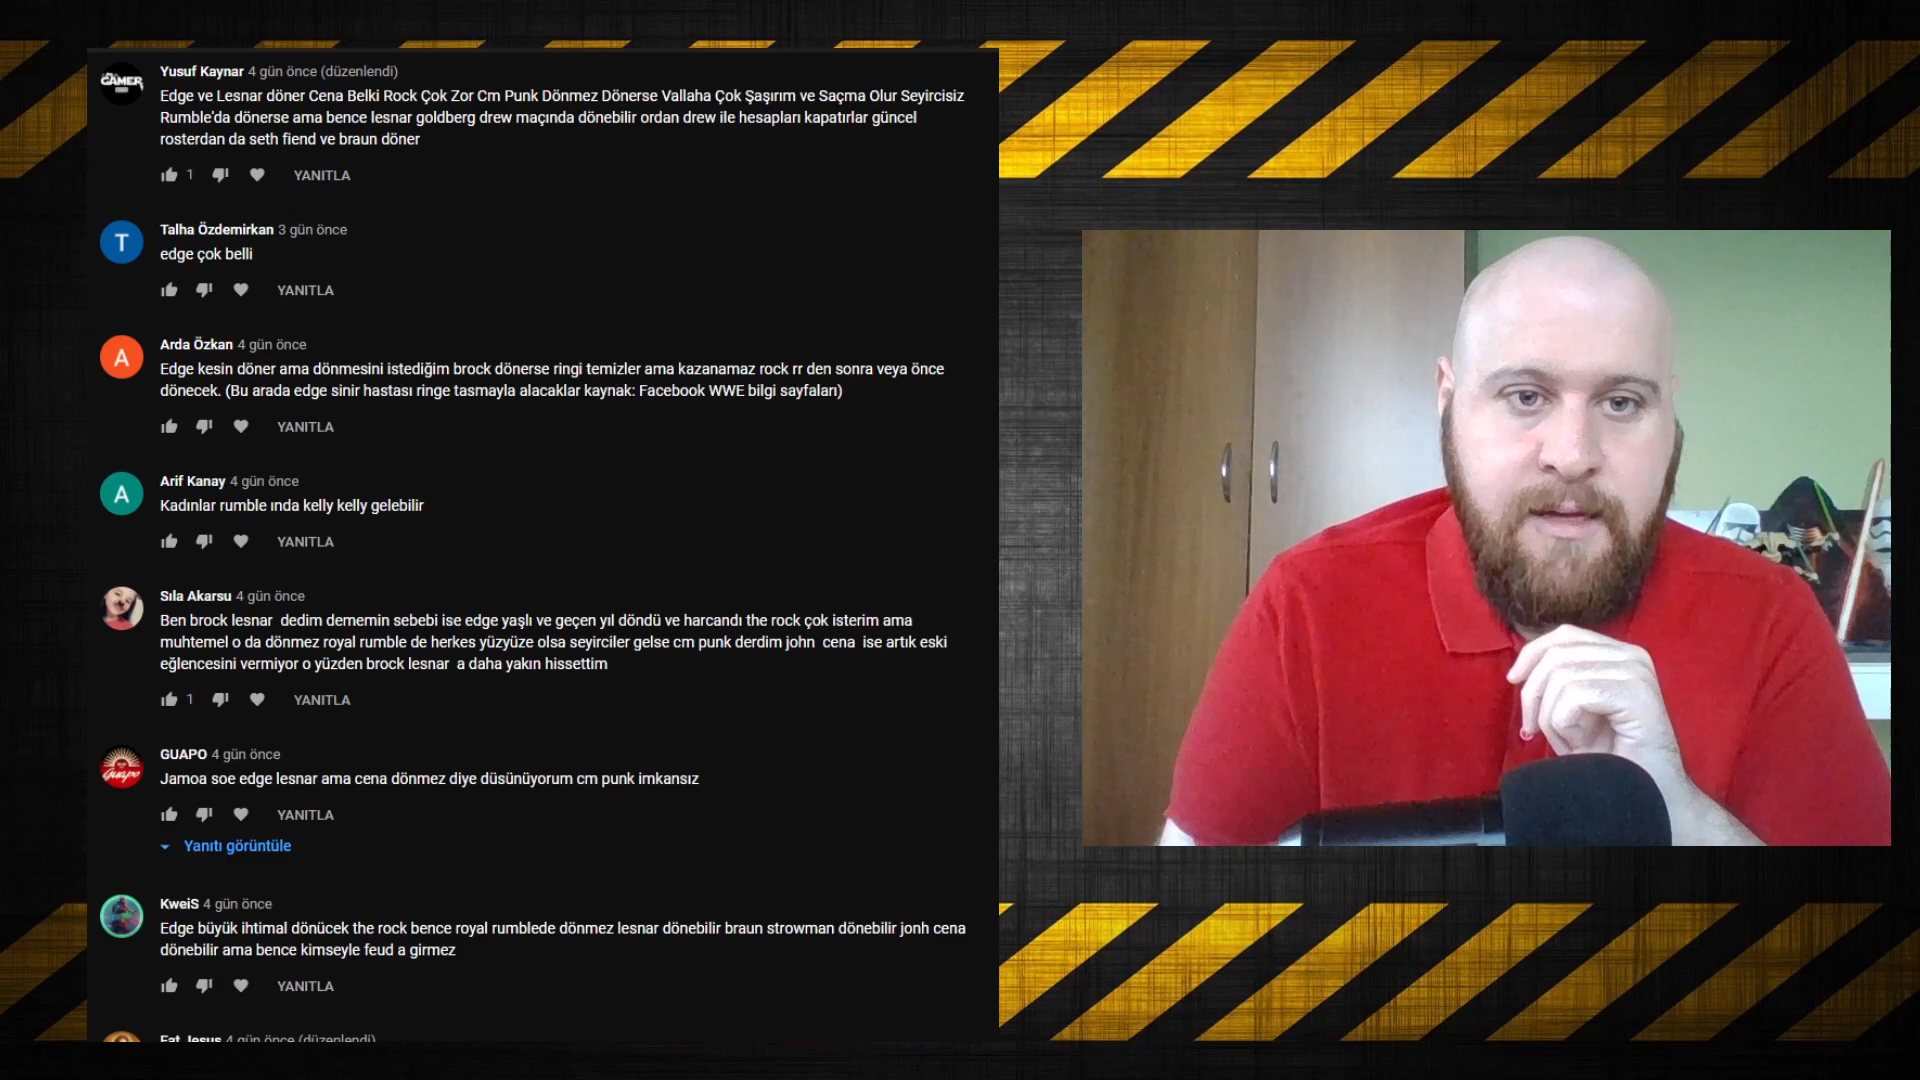 GAMER
Yusuf Kaynar 4 gün önce (düzenlendi)
Edge ve Lesnar döner Cena Belki Rock Çok Zor Cm Punk Dönmez Dönerse Vallaha Çok Şaşırım ve Saçma Olur Seyircisiz
Rumble'da dönerse ama bence lesnar goldberg drew maçında dönebilir ordan drew ile hesapları kapatırlar güncel
rosterdan da seth fiend ve braun döner
1 YANITLA
T
Talha Özdemirkan 3 gün önce
edge çok belli
YANITLA
A
Arda Özkan 4 gün önce
Edge kesin döner ama dönmesini istediğim brock dönerse ringi temizler ama kazanamaz rock rr den sonra veya önce
dönecek. (Bu arada edge sinir hastası ringe tasmayla alacaklar kaynak: Facebook WWE bilgi sayfaları)
YANITLA
A
Arif Kanay 4 gün önce
Kadınlar rumble ında kelly kelly gelebilir
YANITLA
Sıla Akarsu 4 gün önce
Ben brock lesnar dedim dememin sebebi ise edge yaşlı ve geçen yıl döndü ve harcandı the rock çok isterim ama
muhtemel o da dönmez royal rumble de herkes yüzyüze olsa seyirciler gelse cm punk derdim john cena ise artık eski
eğlencesini vermiyor o yüzden brock lesnar a daha yakın hissettim
1 YANITLA
Guapo
GUAPO 4 gün önce
Jamoa soe edge lesnar ama cena dönmez diye düsünüyorum cm punk imkansız
YANITLA
Yanıtı görüntüle
KweiS 4 gün önce
Edge büyük ihtimal dönücek the rock bence royal rumblede dönmez lesnar dönebilir braun strowman dönebilir jonh cena
dönebilir ama bence kimseyle feud a girmez
YANITLA
Fat Jesus 4 gün önce (düzenlendi)